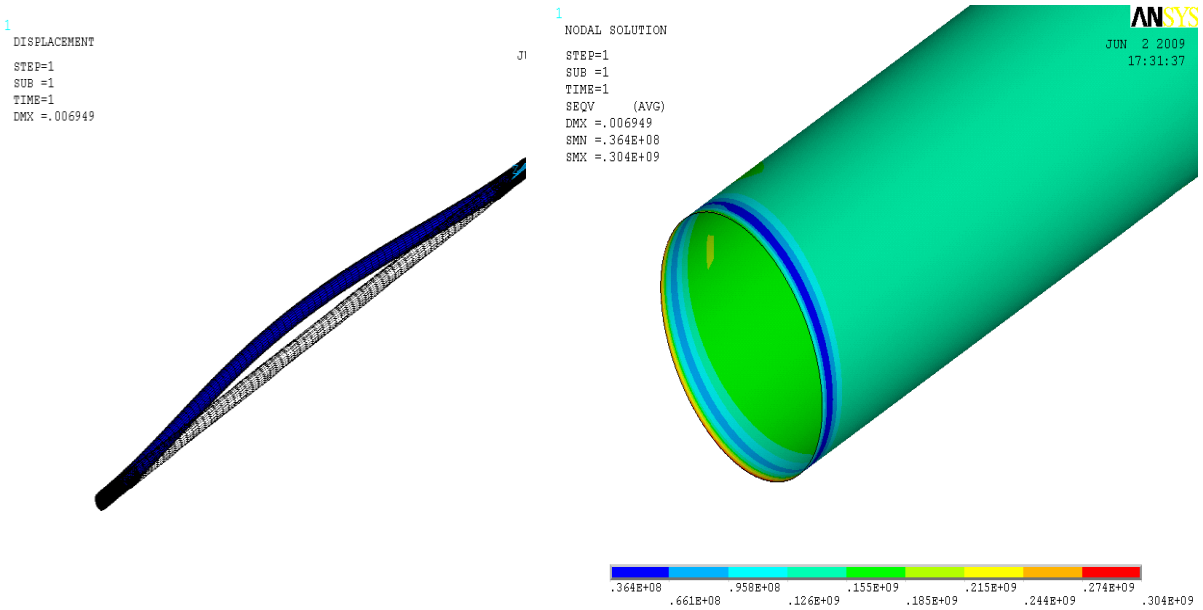 1
DISPLACEMENT
STEP=1
SUB =1
TIME=1
DMX =.006949
1
NODAL SOLUTION
STEP=1
SUB =1
TIME=1
SEQV (AVG)
DMX =.006949
SMN =.364E+08
SMX =.304E+09
ANSYS
JUN 2 2009
17:31:37
.364E+08 .958E+08 .155E+09 .215E+09 .274E+09
.661E+08 .126E+09 .185E+09 .244E+09 .304E+09